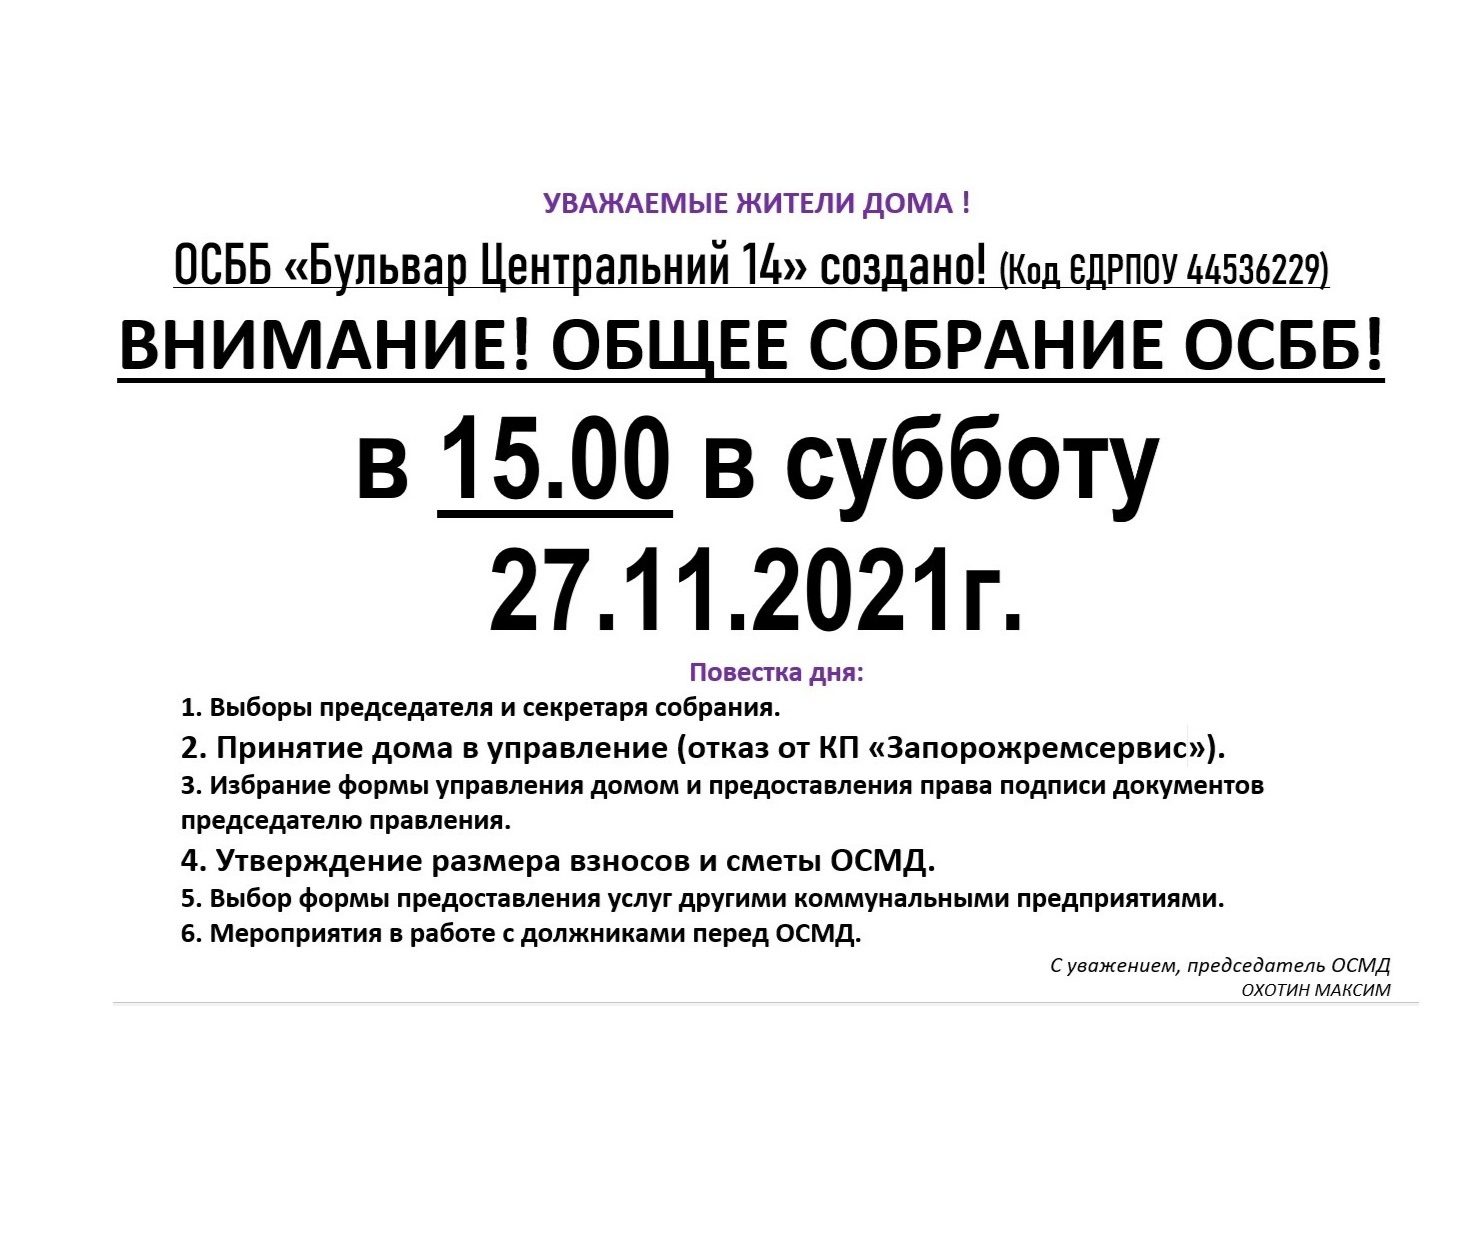 УВАЖАЕМЫЕ ЖИТЕЛИ ДОМА !
ОСББ «Бульвар Центральний 14» создано! (Код ЄДРПОУ 44536229)
ВНИМАНИЕ! ОБЩЕЕ СОБРАНИЕ ОСББ!
в 15.00 в субботу
27.11.2021г.
Повестка дня:
1. Выборы председателя и секретаря собрания.
2. Принятие дома в управление (отказ от КП «Запорожремсервис»).
3. Избрание формы управления домом и предоставления права подписи документов
председателю правления.
4. Утверждение размера взносов и сметы ОСМД.
5. Выбор формы предоставления услуг другими коммунальными предприятиями.
6. Мероприятия в работе с должниками перед ОСМД.
С уважением, председатель ОСМД
ОХОТИН МАКСИМ